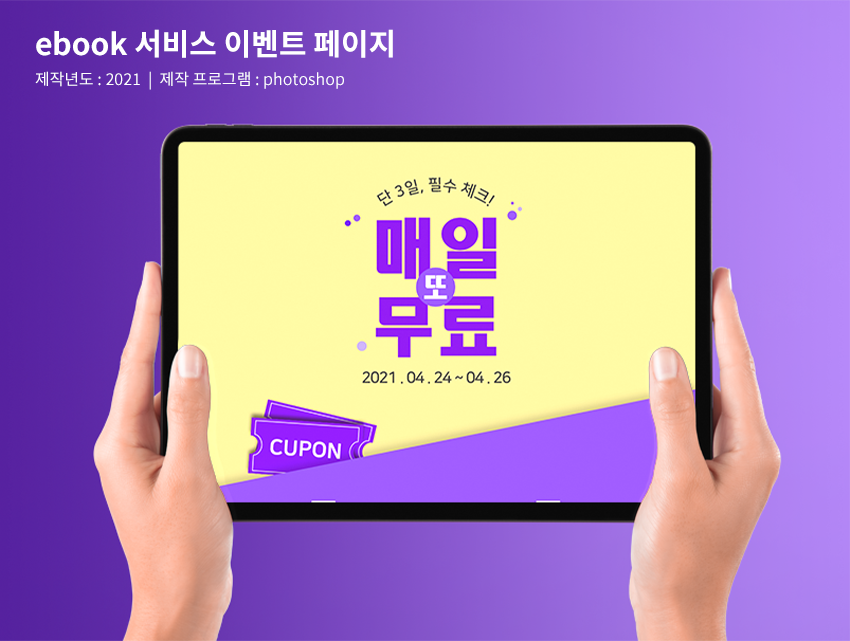 ebook 서비스 이벤트 페이지
제작년도 : 2021 | 제작 프로그램 : photoshop
단 3일, 필수 체크!
매일
또
무료
2021 . 04 . 24 ~ 04 . 26
CUPON